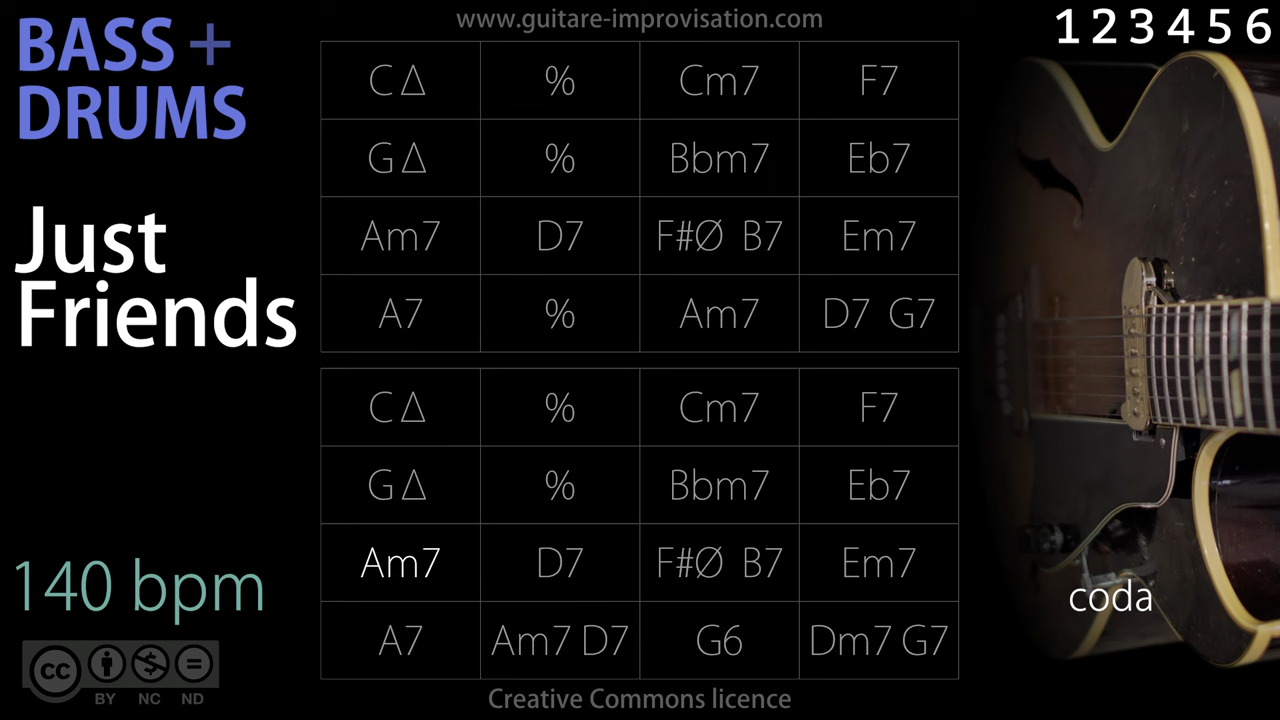 www.guitare-improvisation.com
1 2 3 4 5 6
BASS +
DRUMS
Just
Friends
C Δ % Cm7 F7
G Δ % Bbm7 Eb7
Am7 D7 F#Ø B7 Em7
A7 % Am7 D7 G7
C Δ % Cm7 F7
G Δ % Bbm7 Eb7
Am7 D7 F#Ø B7 Em7
A7 Am7 D7 G6 Dm7 G7
140 bpm
coda
cc
BY NC ND
Creative Commons licence